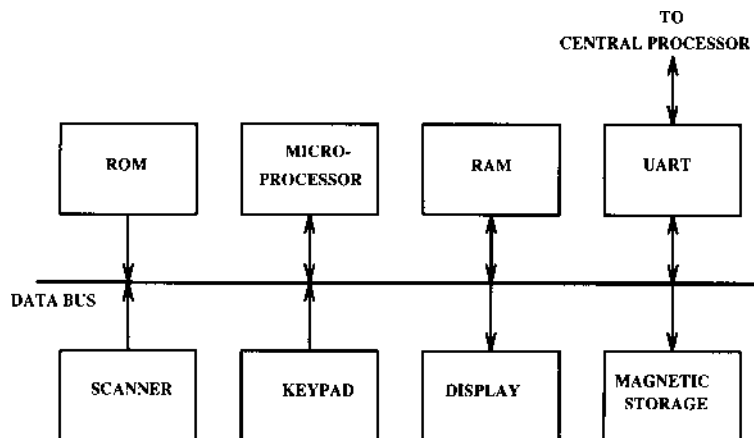 TO
CENTRAL PROCESSOR
ROM
MICRO-
PROCESSOR
RAM
UART
DATA BUS
SCANNER
KEYPAD
DISPLAY
MAGNETIC
STORAGE